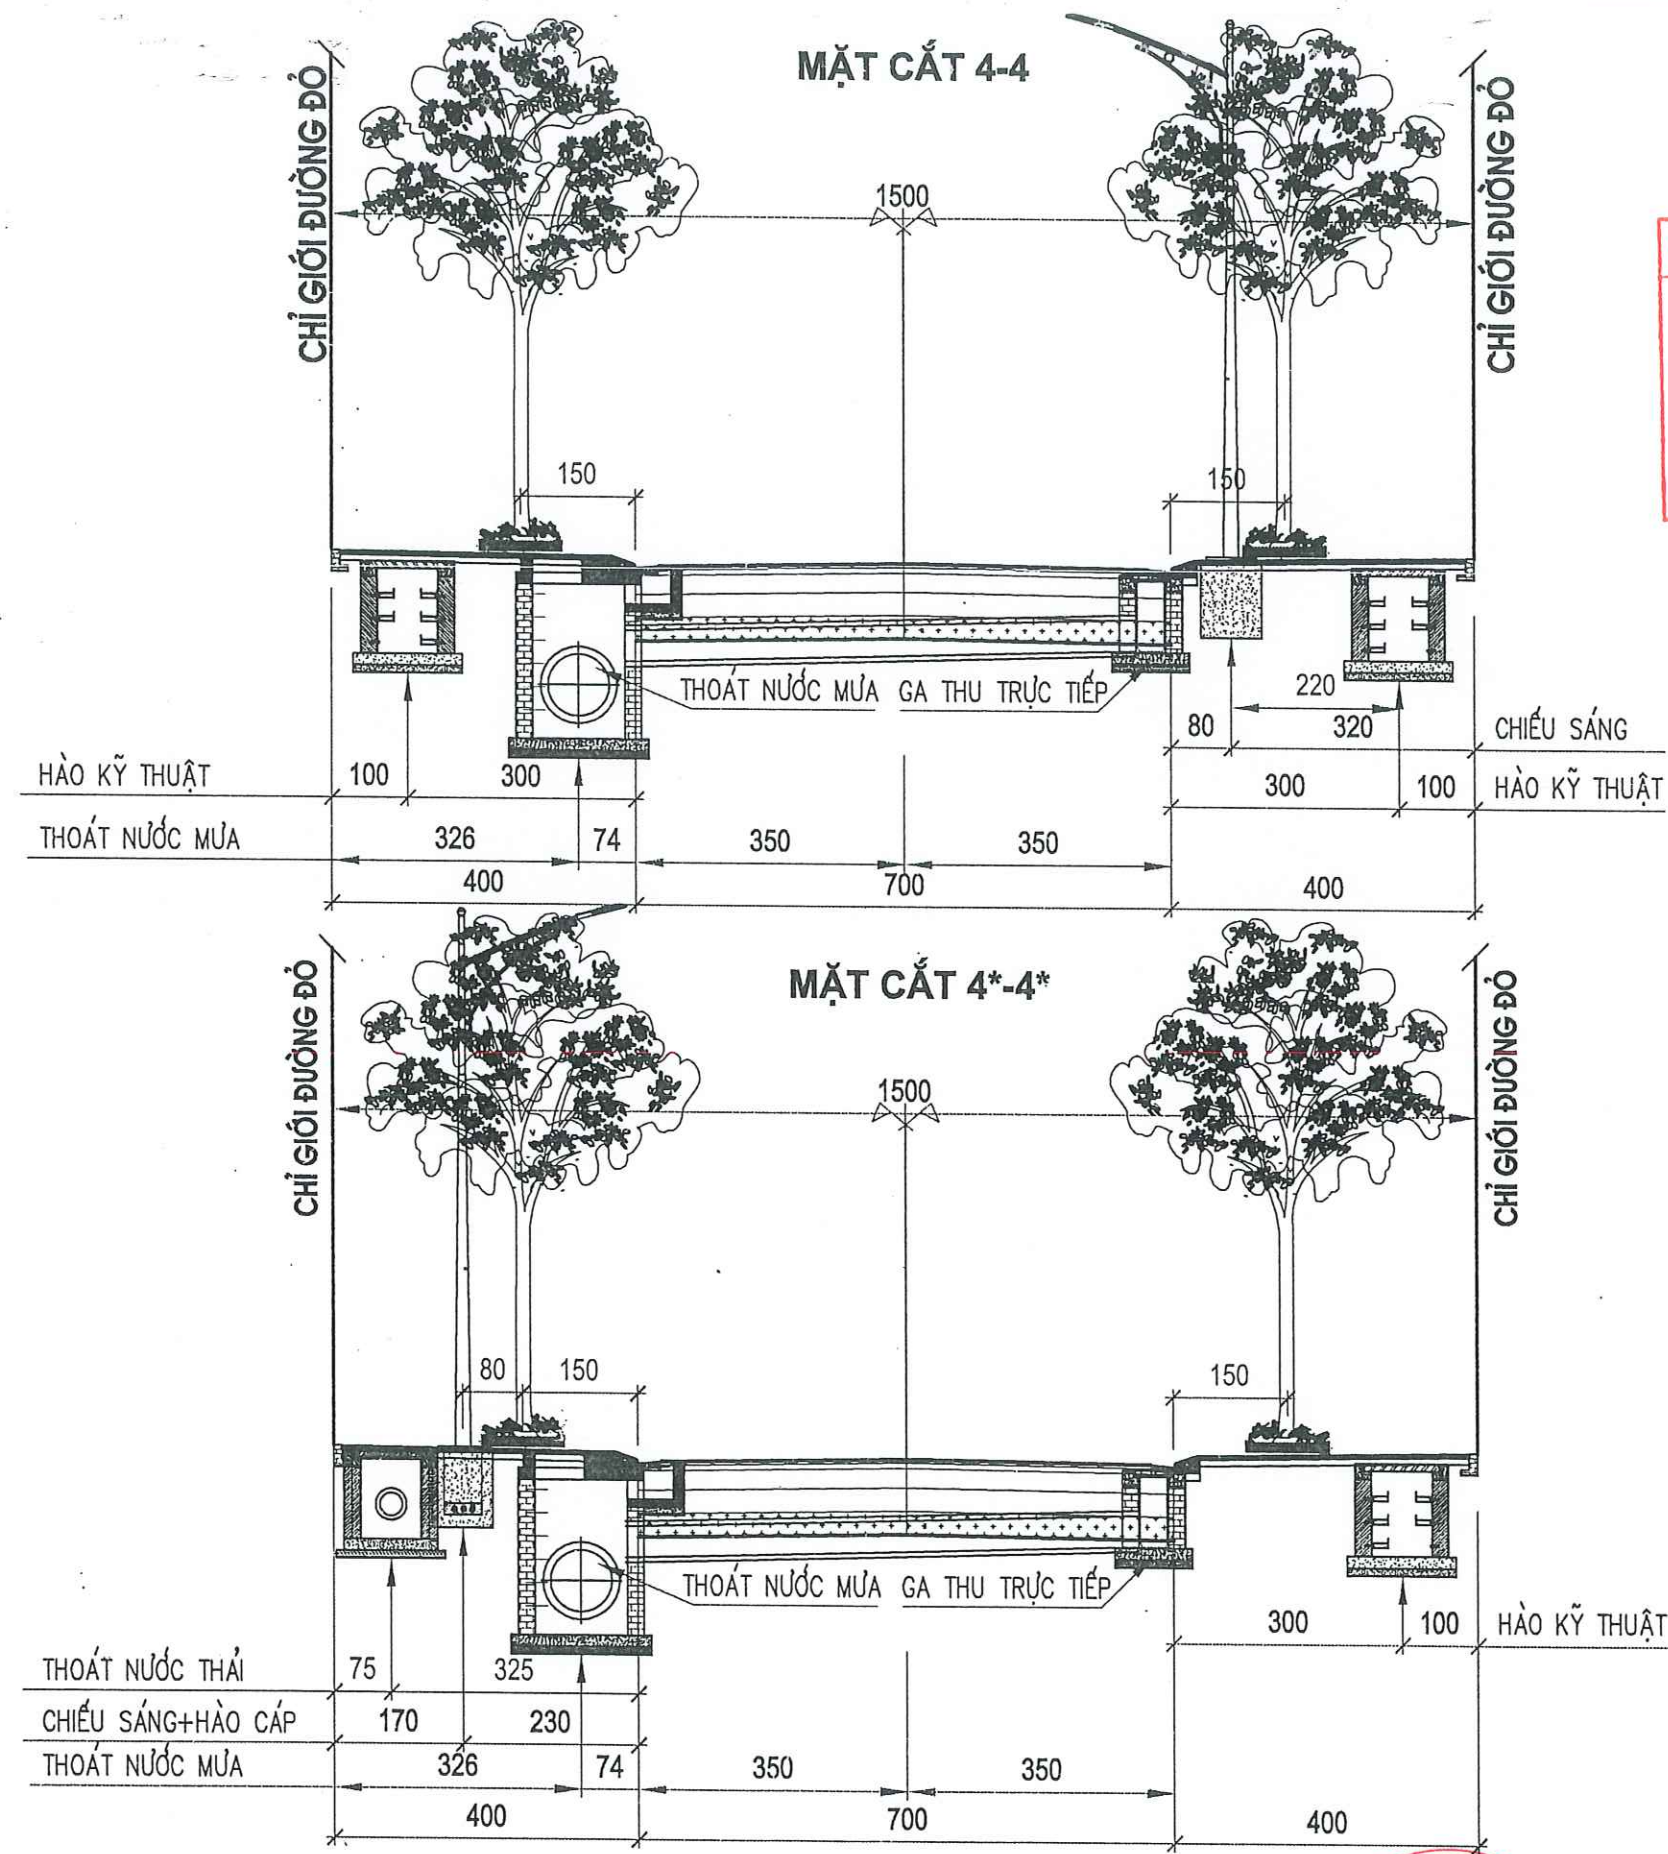 MẶT CẮT 4-4
CHỈ GIỚI ĐƯỜNG ĐỎ
CHỈ GIỚI ĐƯỜNG ĐỎ
1500
150
150
THOÁT NƯỚC MƯA
GA THU TRỰC TIẾP
220
80
320
CHIẾU SÁNG
HÀO KỸ THUẬT
100
300
300
100
HÀO KỸ THUẬT
THOÁT NƯỚC MƯA
326
74
350
350
400
700
400
MẶT CẮT 4*-4*
CHỈ GIỚI ĐƯỜNG ĐỎ
CHỈ GIỚI ĐƯỜNG ĐỎ
1500
80
150
150
THOÁT NƯỚC MƯA
GA THU TRỰC TIẾP
300
100
HÀO KỸ THUẬT
THOÁT NƯỚC THẢI
75
325
CHIẾU SÁNG+HÀO CÁP
170
230
THOÁT NƯỚC MƯA
326
74
350
350
400
700
400